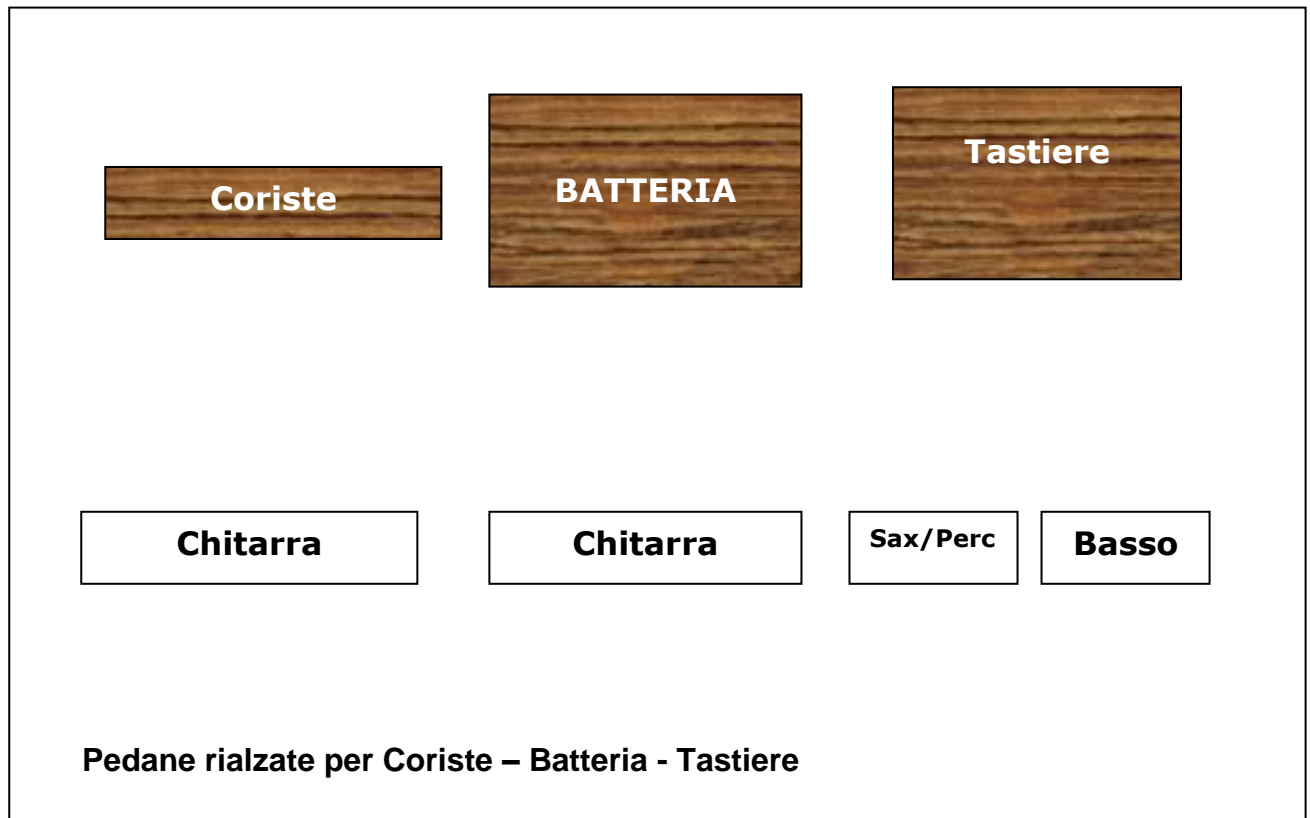 Coriste
BATTERIA
Tastiere
Chitarra
Chitarra
Sax/Perc
Basso
Pedane rialzate per Coriste – Batteria - Tastiere